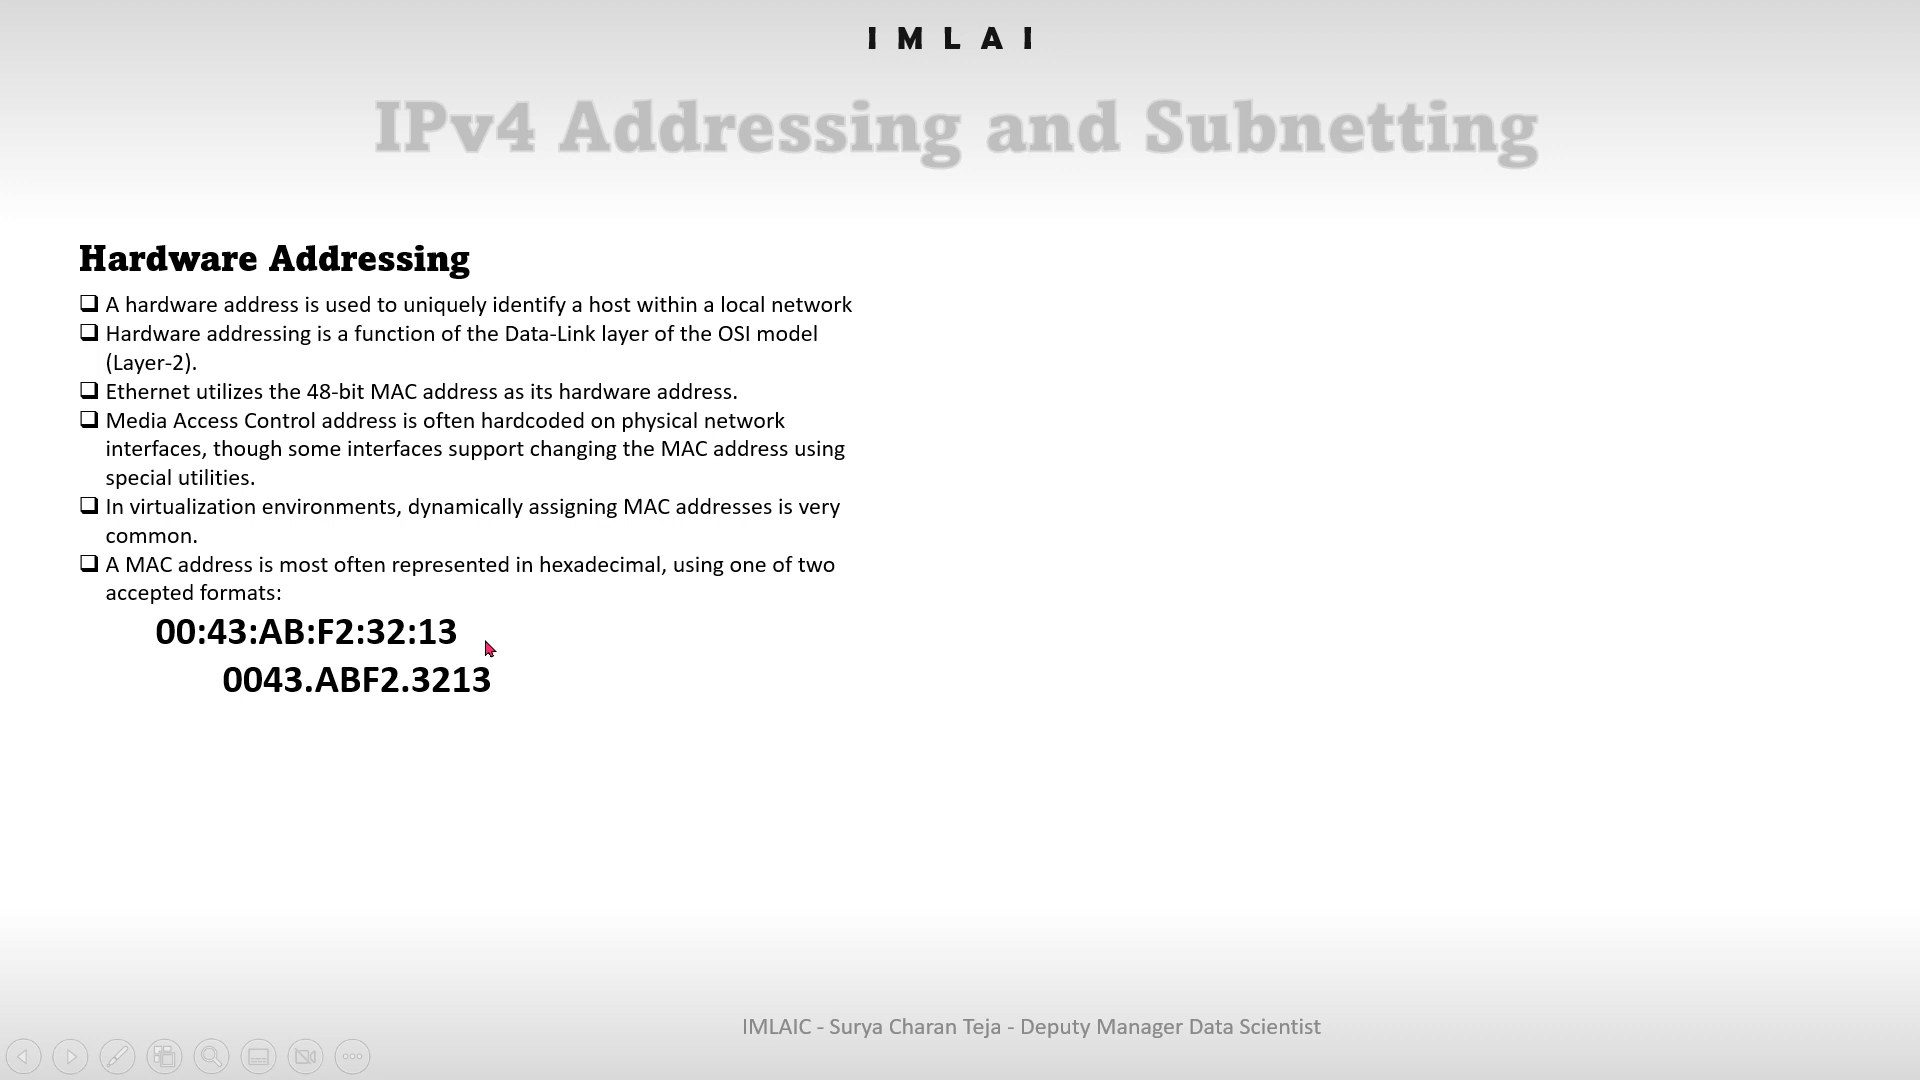 IMLAI
IPv4 Addressing and Subnetting
Hardware Addressing
A hardware address is used to uniquely identify a host within a local network
Hardware addressing is a function of the Data-Link layer of the OSI model
(Layer-2).
Ethernet utilizes the 48-bit MAC address as its hardware address.
Media Access Control address is often hardcoded on physical network
interfaces, though some interfaces support changing the MAC address using
special utilities.
In virtualization environments, dynamically assigning MAC addresses is very
common.
A MAC address is most often represented in hexadecimal, using one of two
accepted formats:
00:43:AB:F2:32:13
0043.ABF2.3213
IMLAIC - Surya Charan Teja - Deputy Manager Data Scientist